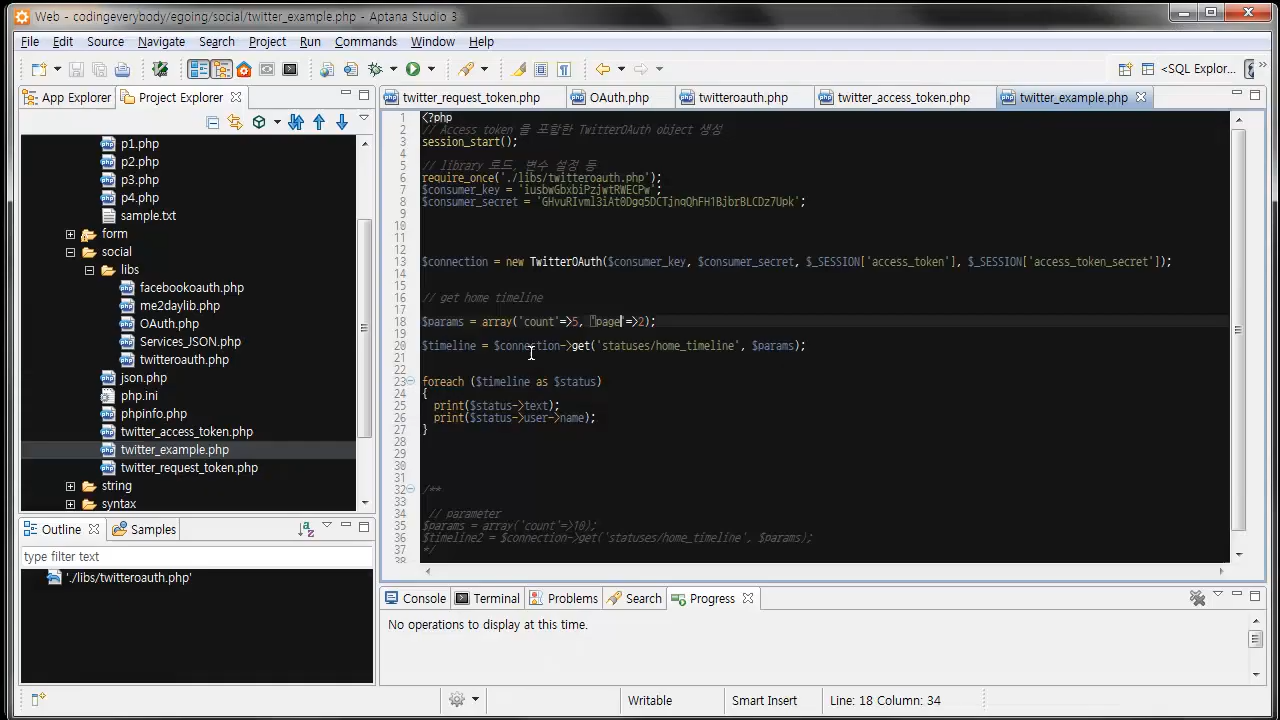 Web - codingeverybody/egoing/social/twitter_example.php - Aptana Studio 3
File Edit Source Navigate Search Project Run Commands Window Help
<SQL Explor...
App Explorer
Project Explorer
p1.php
p2.php
p3.php
p4.php
sample.txt
form
social
libs
facebookoauth.php
me2daylib.php
OAuth.php
Services_JSON.php
twitteroauth.php
json.php
php.ini
phpinfo.php
twitter_access_token.php
twitter_example.php
twitter_request_token.php
string
syntax
Outline
Samples
type filter text
'./libs/twitteroauth.php'
twitter_request_token.php
OAuth.php
twitteroauth.php
twitter_access_token.php
twitter_example.php
1 <?php
2 // Access token 을 포함한 TwitterOAuth object 생성
3 session_start();
4
5 // library 로드, 변수 설정 등
6 require_once('./libs/twitteroauth.php');
7 $consumer_key = 'iusbwGbxbiPzjwtRWECPw';
8 $consumer_secret = 'GHvuRIvml3iAt0Dgq5DCTjnqQhFH1BjbrBLCDz7Upk';
9
10
11
12
13 $connection = new TwitterOAuth($consumer_key, $consumer_secret, $_SESSION['access_token'], $_SESSION['access_token_secret']);
14
15
16 // get home timeline
17
18 $params = array('count'=>5, 'page'=>2);
19
20 $timeline = $connection->get('statuses/home_timeline', $params);
21
22
23 foreach ($timeline as $status)
24 {
25 print($status->text);
26 print($status->user->name);
27 }
28
29
30
31
32 /**
33
34 // parameter
35 $params = array('count'=>10);
36 $timeline2 = $connection->get('statuses/home_timeline', $params);
37 */
38
Console
Terminal
Problems
Search
Progress
No operations to display at this time.
Writable
Smart Insert
Line: 18 Column: 34